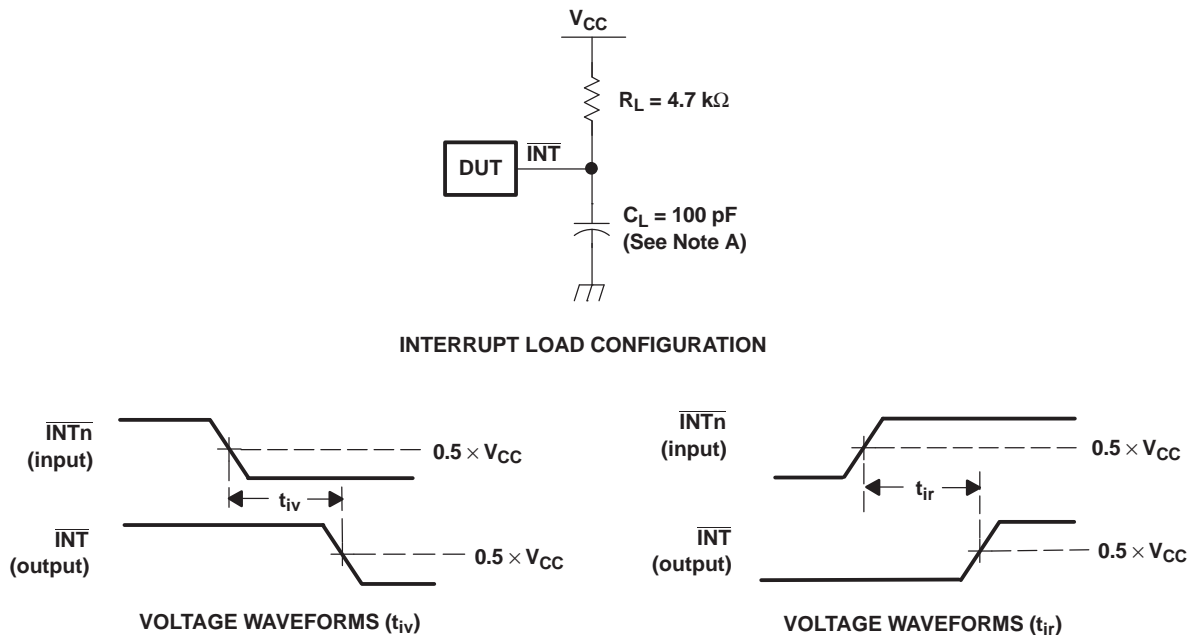 VCC
RL = 4.7 kΩ
DUT
INT
CL = 100 pF
(See Note A)
INTERRUPT LOAD CONFIGURATION
INTn
(input)
0.5 × VCC
tiv
INT
(output)
0.5 × VCC
VOLTAGE WAVEFORMS (tiv)
INTn
(input)
0.5 × VCC
tir
INT
(output)
0.5 × VCC
VOLTAGE WAVEFORMS (tir)